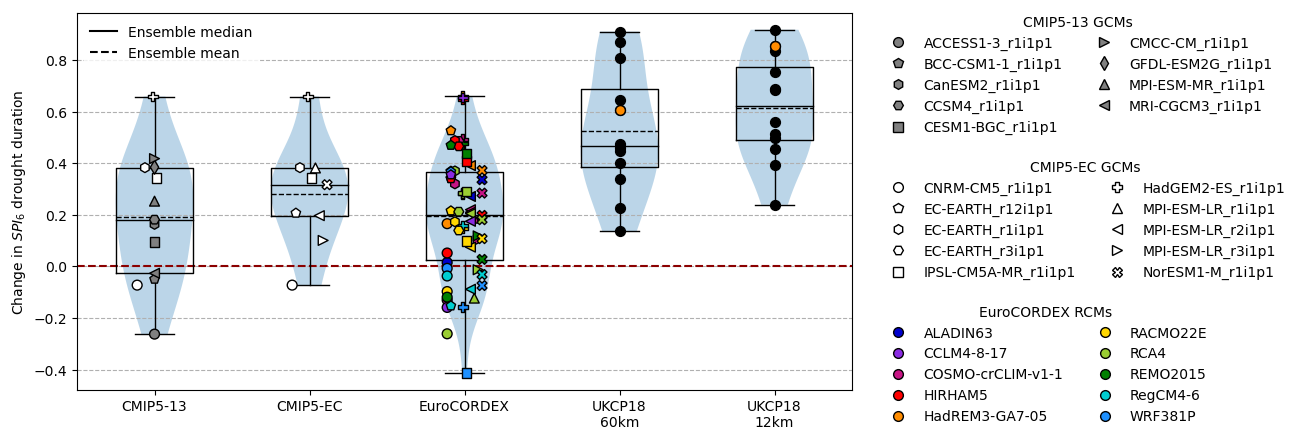 Ensemble median
Ensemble mean
Change in SPI6 drought duration
0.8
0.6
0.4
0.2
0.0
−0.2
−0.4
CMIP5-13
CMIP5-EC
EuroCORDEX
UKCP18
60km
UKCP18
12km
CMIP5-13 GCMs
ACCESS1-3_r1i1p1
BCC-CSM1-1_r1i1p1
CanESM2_r1i1p1
CCSM4_r1i1p1
CESM1-BGC_r1i1p1
CMCC-CM_r1i1p1
GFDL-ESM2G_r1i1p1
MPI-ESM-MR_r1i1p1
MRI-CGCM3_r1i1p1
CMIP5-EC GCMs
CNRM-CM5_r1i1p1
EC-EARTH_r12i1p1
EC-EARTH_r1i1p1
EC-EARTH_r3i1p1
IPSL-CM5A-MR_r1i1p1
HadGEM2-ES_r1i1p1
MPI-ESM-LR_r1i1p1
MPI-ESM-LR_r2i1p1
MPI-ESM-LR_r3i1p1
NorESM1-M_r1i1p1
EuroCORDEX RCMs
ALADIN63
CCLM4-8-17
COSMO-crCLIM-v1-1
HIRHAM5
HadREM3-GA7-05
RACMO22E
RCA4
REMO2015
RegCM4-6
WRF381P